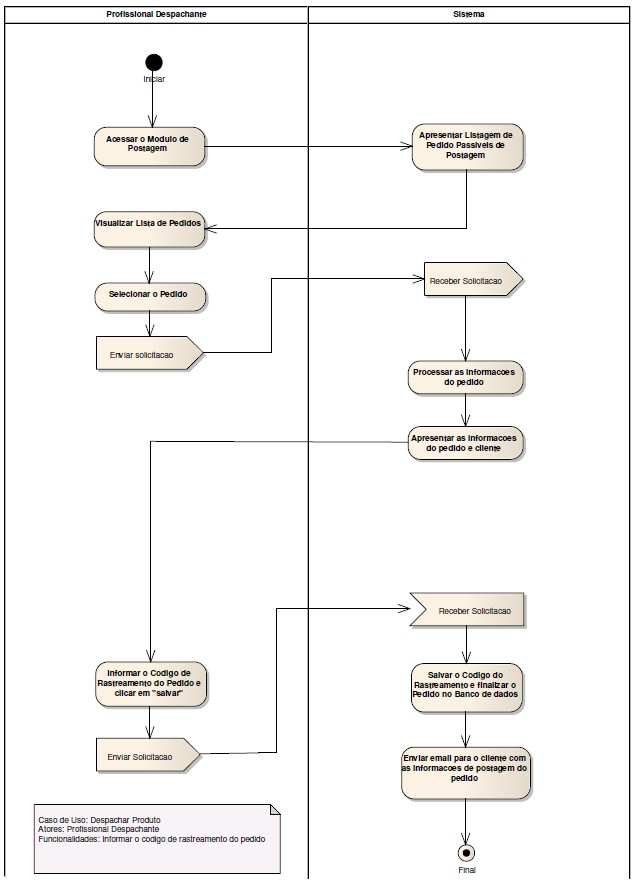 Profissional Despachante
Sistema
Iniciar
Acessar o Modulo de
Postagem
Apresentar Listagem de
Pedido Passiveis de
Postagem
Visualizar Lista de Pedidos
Selecionar o Pedido
Enviar solicitacao
Receber Solicitacao
Processar as Informacoes
do pedido
Apresentar as Informacoes
do pedido e cliente
Receber Solicitacao
Informar o Codigo de
Rastreamento do Pedido e
clicar em "salvar"
Salvar o Codigo do
Rastreamento e finalizar o
Pedido no Banco de dados
Enviar Solicitacao
Enviar email para o cliente com
as informacoes de postagem do
pedido
Caso de Uso: Despachar Produto
Atores: Profissional Despachante
Funcionalidades: Informar o codigo de rastreamento do pedido
Final